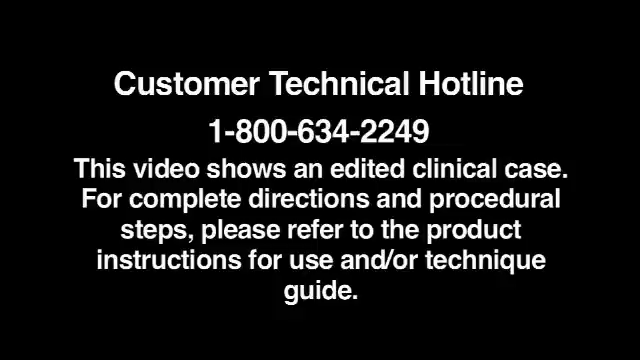 Customer Technical Hotline
1-800-634-2249
This video shows an edited clinical case.
For complete directions and procedural
steps, please refer to the product
instructions for use and/or technique
guide.